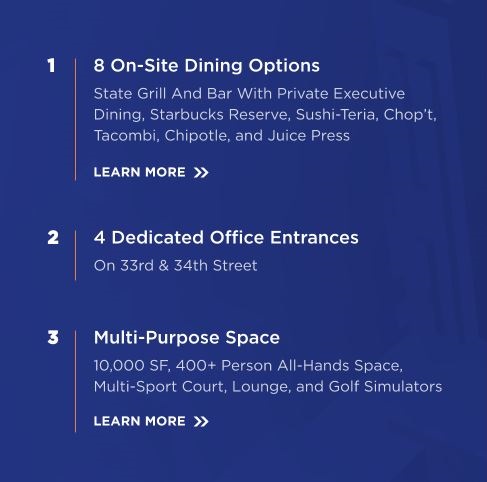 1
8 On-Site Dining Options
State Grill And Bar With Private Executive
Dining, Starbucks Reserve, Sushi-Teria, Chop't,
Tacombi, Chipotle, and Juice Press
LEARN MORE »
2
4 Dedicated Office Entrances
On 33rd & 34th Street
3
Multi-Purpose Space
10,000 SF, 400+ Person All-Hands Space,
Multi-Sport Court, Lounge, and Golf Simulators
LEARN MORE »